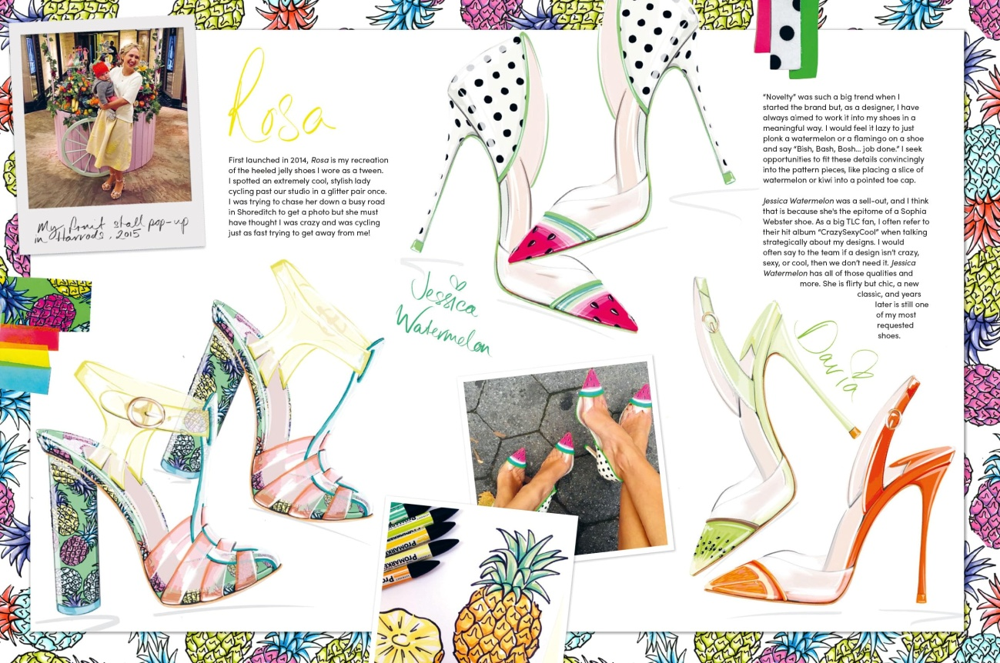 My fruit stall pop-up
in Harrods, 2015
Rosa
First launched in 2014, Rosa is my recreation
of the heeled jelly shoes I wore as a tween.
I spotted an extremely cool, stylish lady
cycling past our studio in a glitter pair once.
I was trying to chase her down a busy road
in Shoreditch to get a photo but she must
have thought I was crazy and was cycling
just as fast trying to get away from me!
Jessica
Watermelon
"Novelty" was such a big trend when I
started the brand but, as a designer, I have
always aimed to work it into my shoes in a
meaningful way. I would feel it lazy to just
plonk a watermelon or a flamingo on a shoe
and say "Bish, Bash, Bosh... job done." I seek
opportunities to fit these details convincingly
into the pattern pieces, like placing a slice of
watermelon or kiwi into a pointed toe cap.
Jessica Watermelon was a sell-out, and I think
that is because she's the epitome of a Sophia
Webster shoe. As a big TLC fan, I often refer to
their hit album "CrazySexyCool" when talking
strategically about my designs. I would
often say to the team if a design isn't crazy,
sexy, or cool, then we don't need it. Jessica
Watermelon has all of those qualities and
more. She is flirty but chic, a new
classic, and years
later is still one
of my most
requested
shoes.
Daria
PROMARKER
PROMARKER
PROMARKER